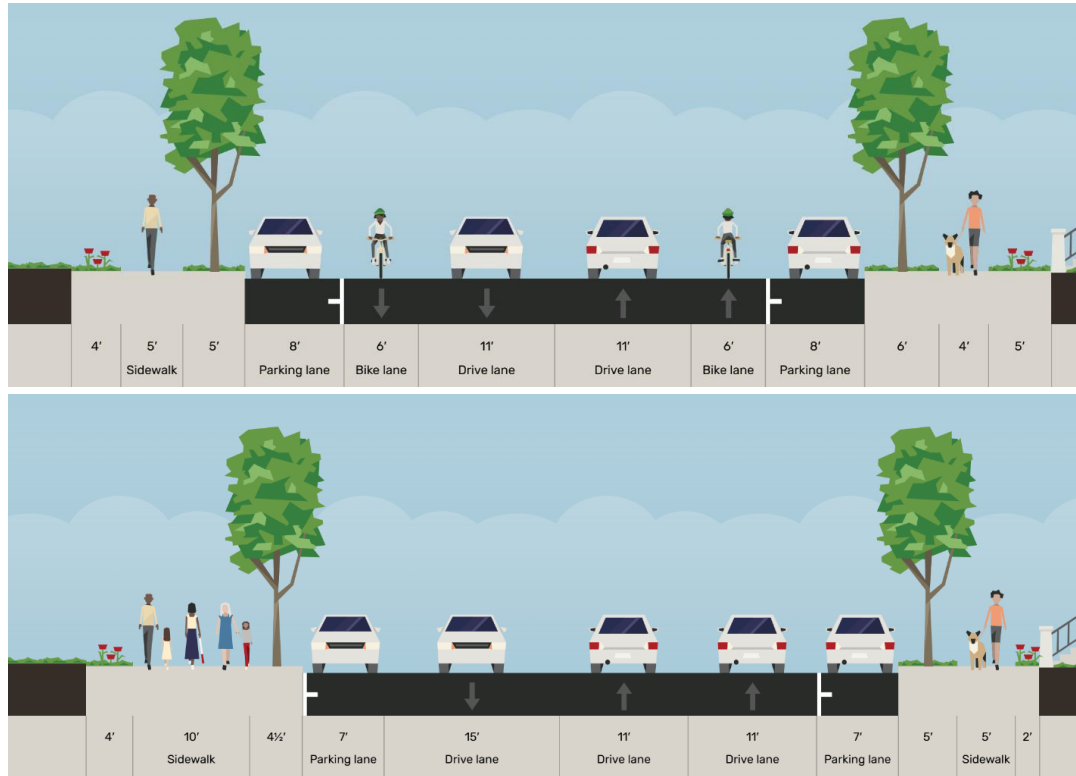 4' 5' 5' 8' 6' 11' 11' 6' 8' 6' 4' 5'
Sidewalk Parking lane Bike lane Drive lane Drive lane Bike lane Parking lane
4' 10' 4½' 7' 15' 11' 11' 7' 5' 5' 2'
Sidewalk Parking lane Drive lane Drive lane Drive lane Parking lane Sidewalk